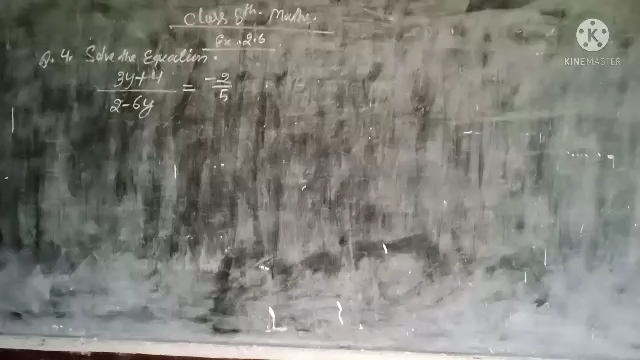 Class 8th. Maths.
Ex. 2.6
Q. 4. Solve the Equation.
3y+4
2-6y
=
-2
5
KINEMASTER